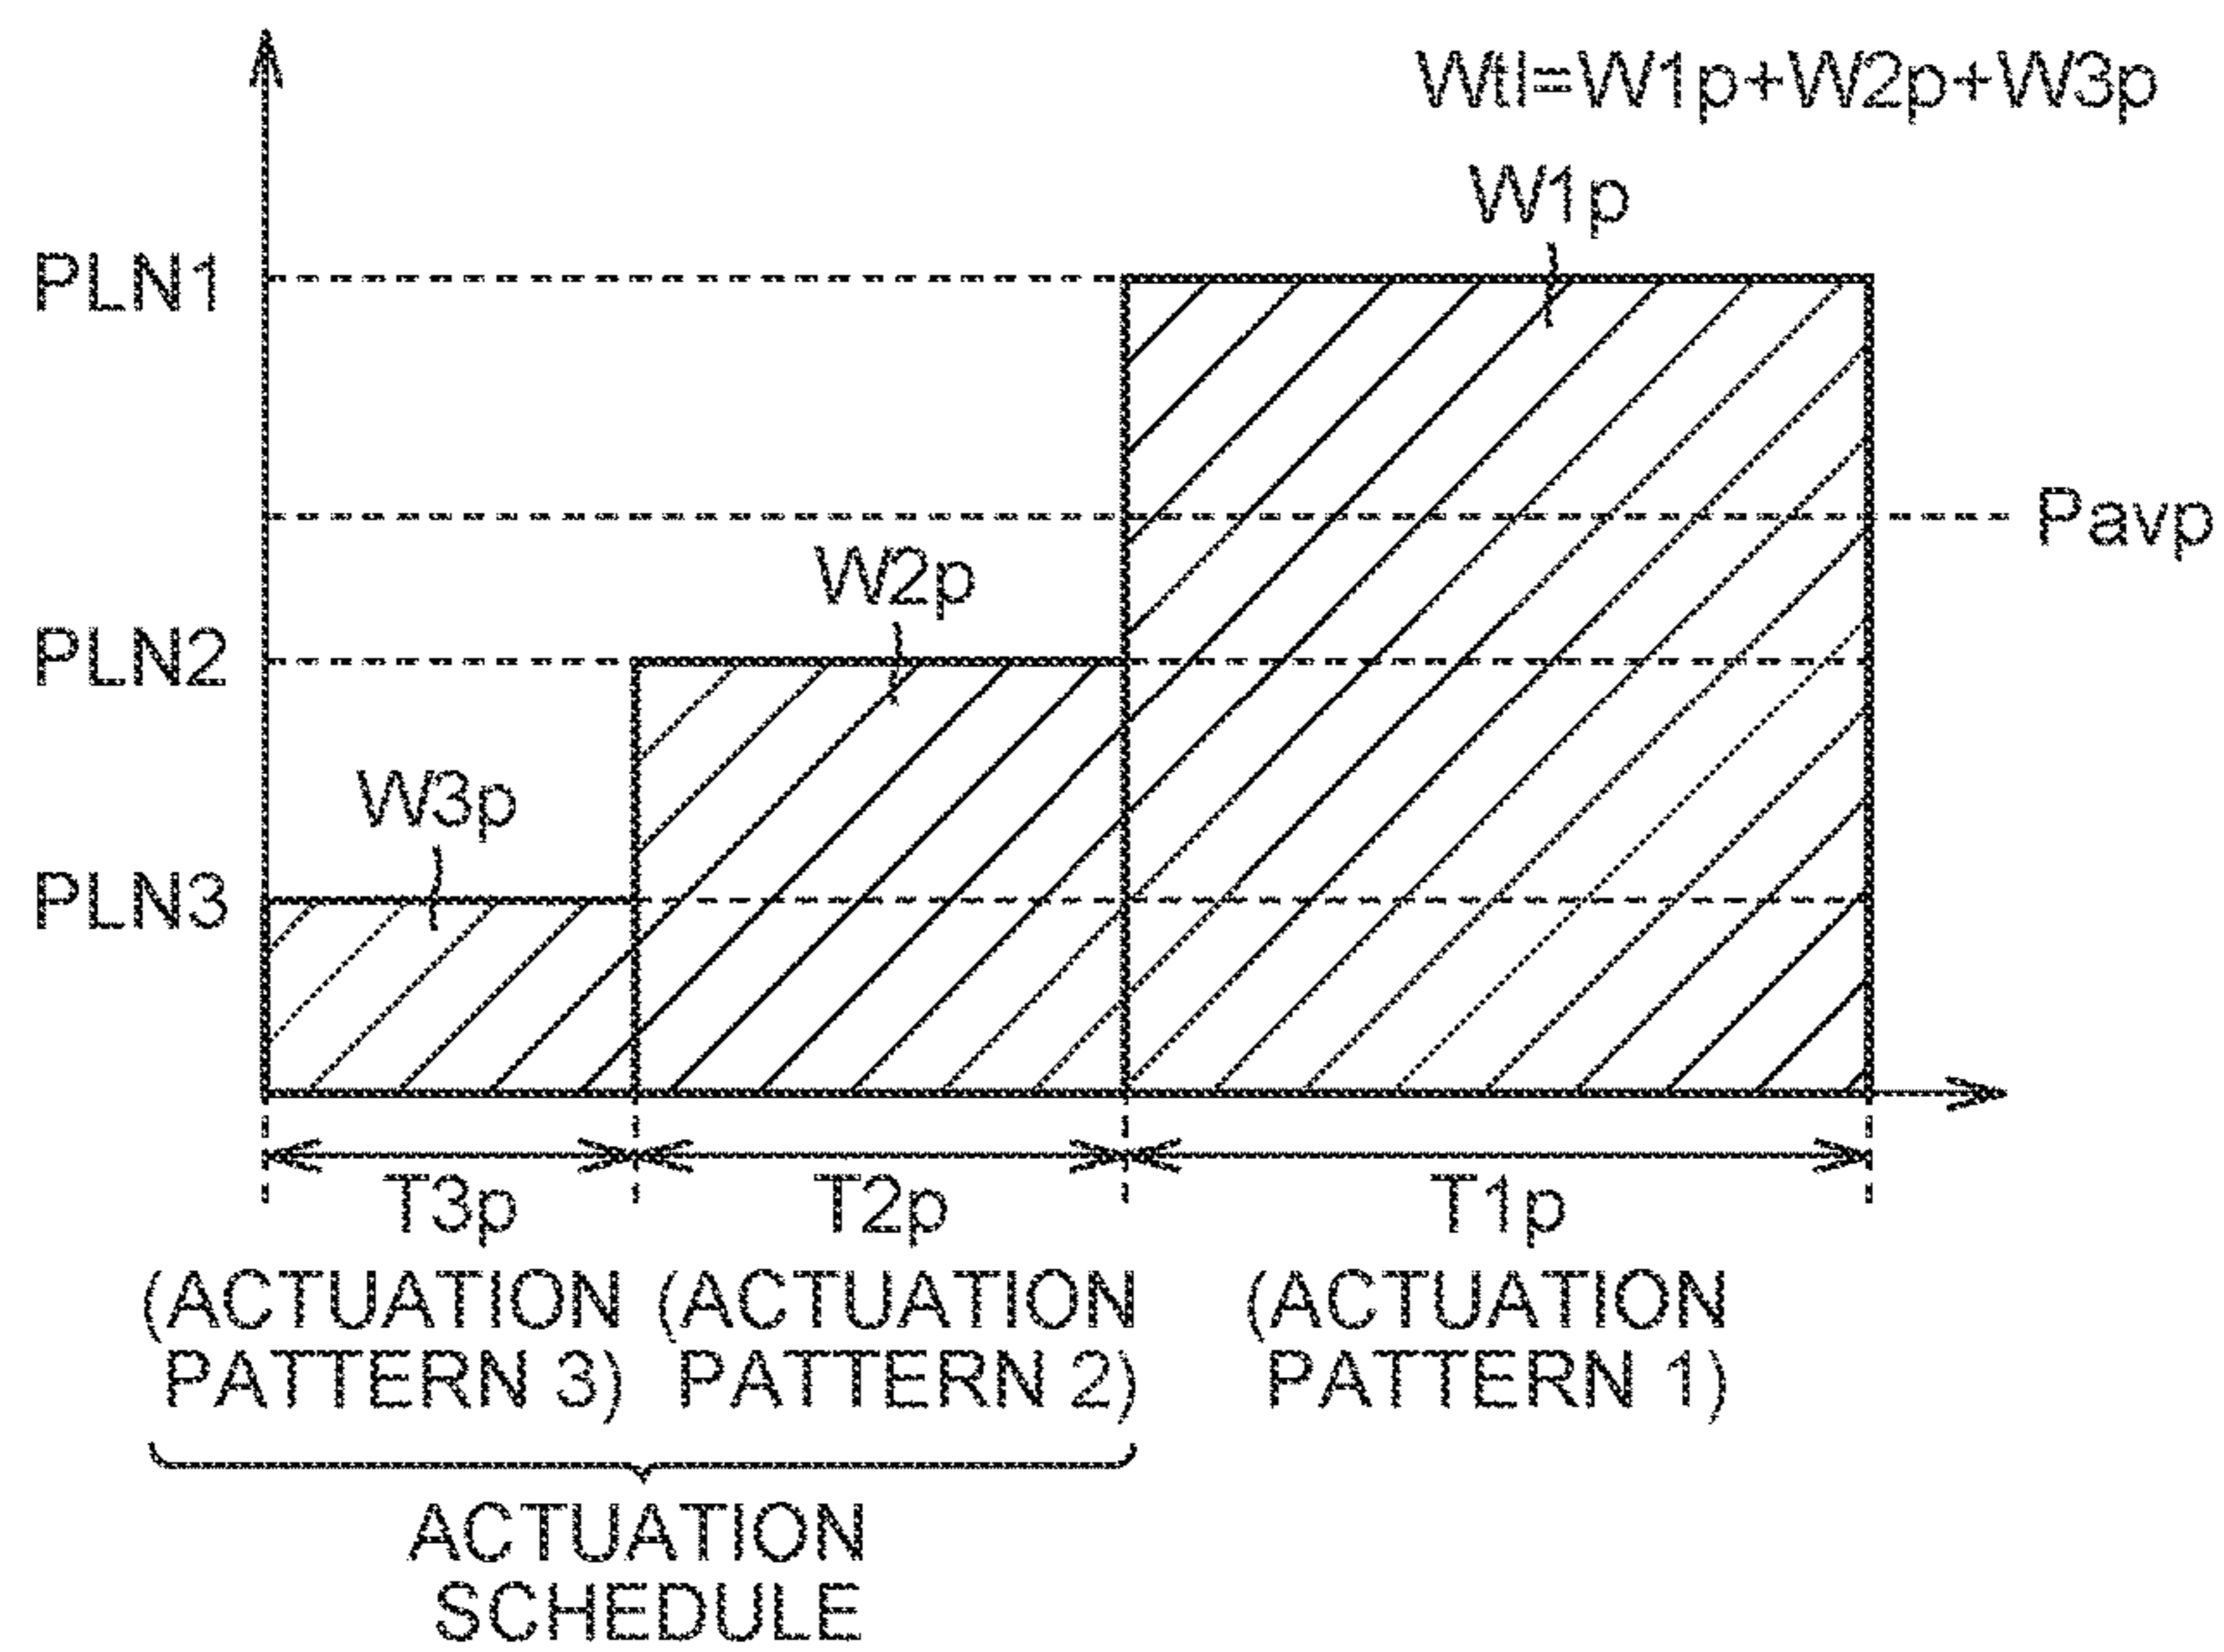 Wtl=W1p+W2p+W3p
W1p
PLN1
Pavp
W2p
PLN2
W3p
PLN3
T3p T2p T1p
(ACTUATION (ACTUATION (ACTUATION
PATTERN 3) PATTERN 2) PATTERN 1)
ACTUATION
SCHEDULE